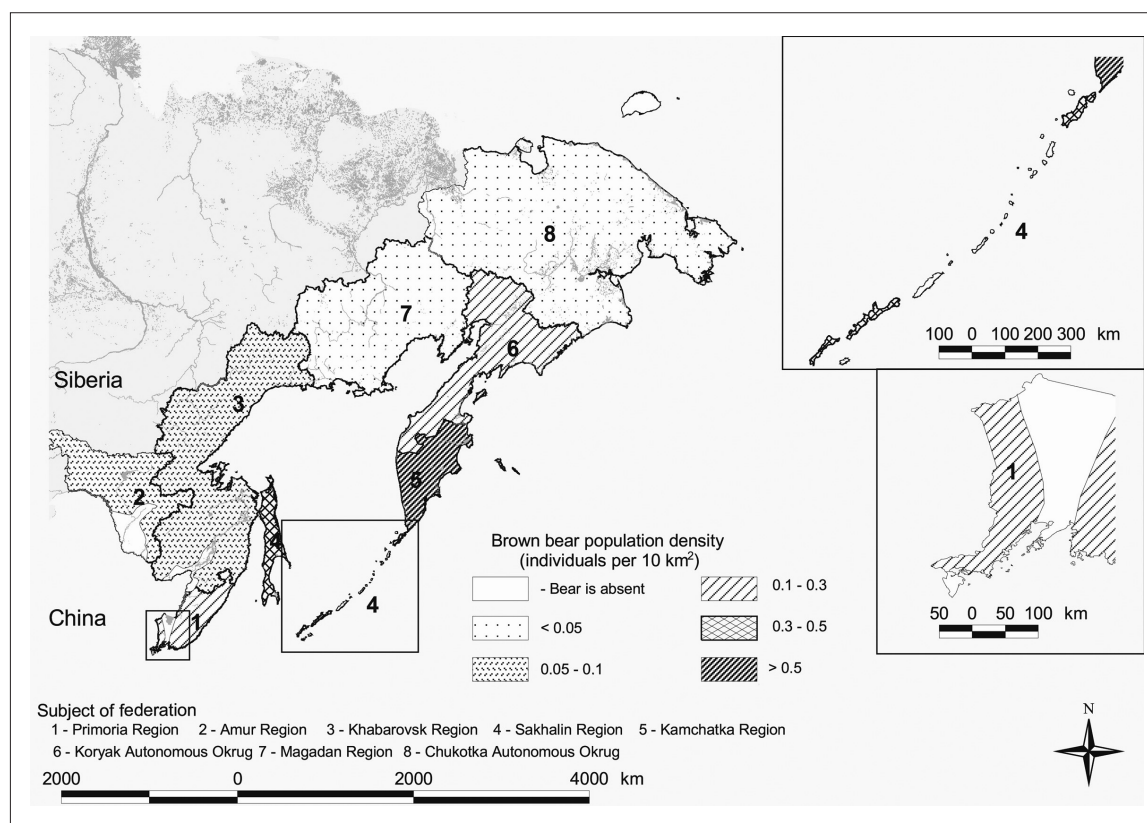 8
7
6
Siberia
3
5
2
4
4
China
1
4
100 0 100 200 300 km
1
50 0 50 100 km
Brown bear population density
(individuals per 10 km²)
- Bear is absent
< 0.05
0.05 - 0.1
0.1 - 0.3
0.3 - 0.5
> 0.5
Subject of federation
1 - Primoria Region 2 - Amur Region 3 - Khabarovsk Region 4 - Sakhalin Region 5 - Kamchatka Region
6 - Koryak Autonomous Okrug 7 - Magadan Region 8 - Chukotka Autonomous Okrug
2000 0 2000 4000 km
N